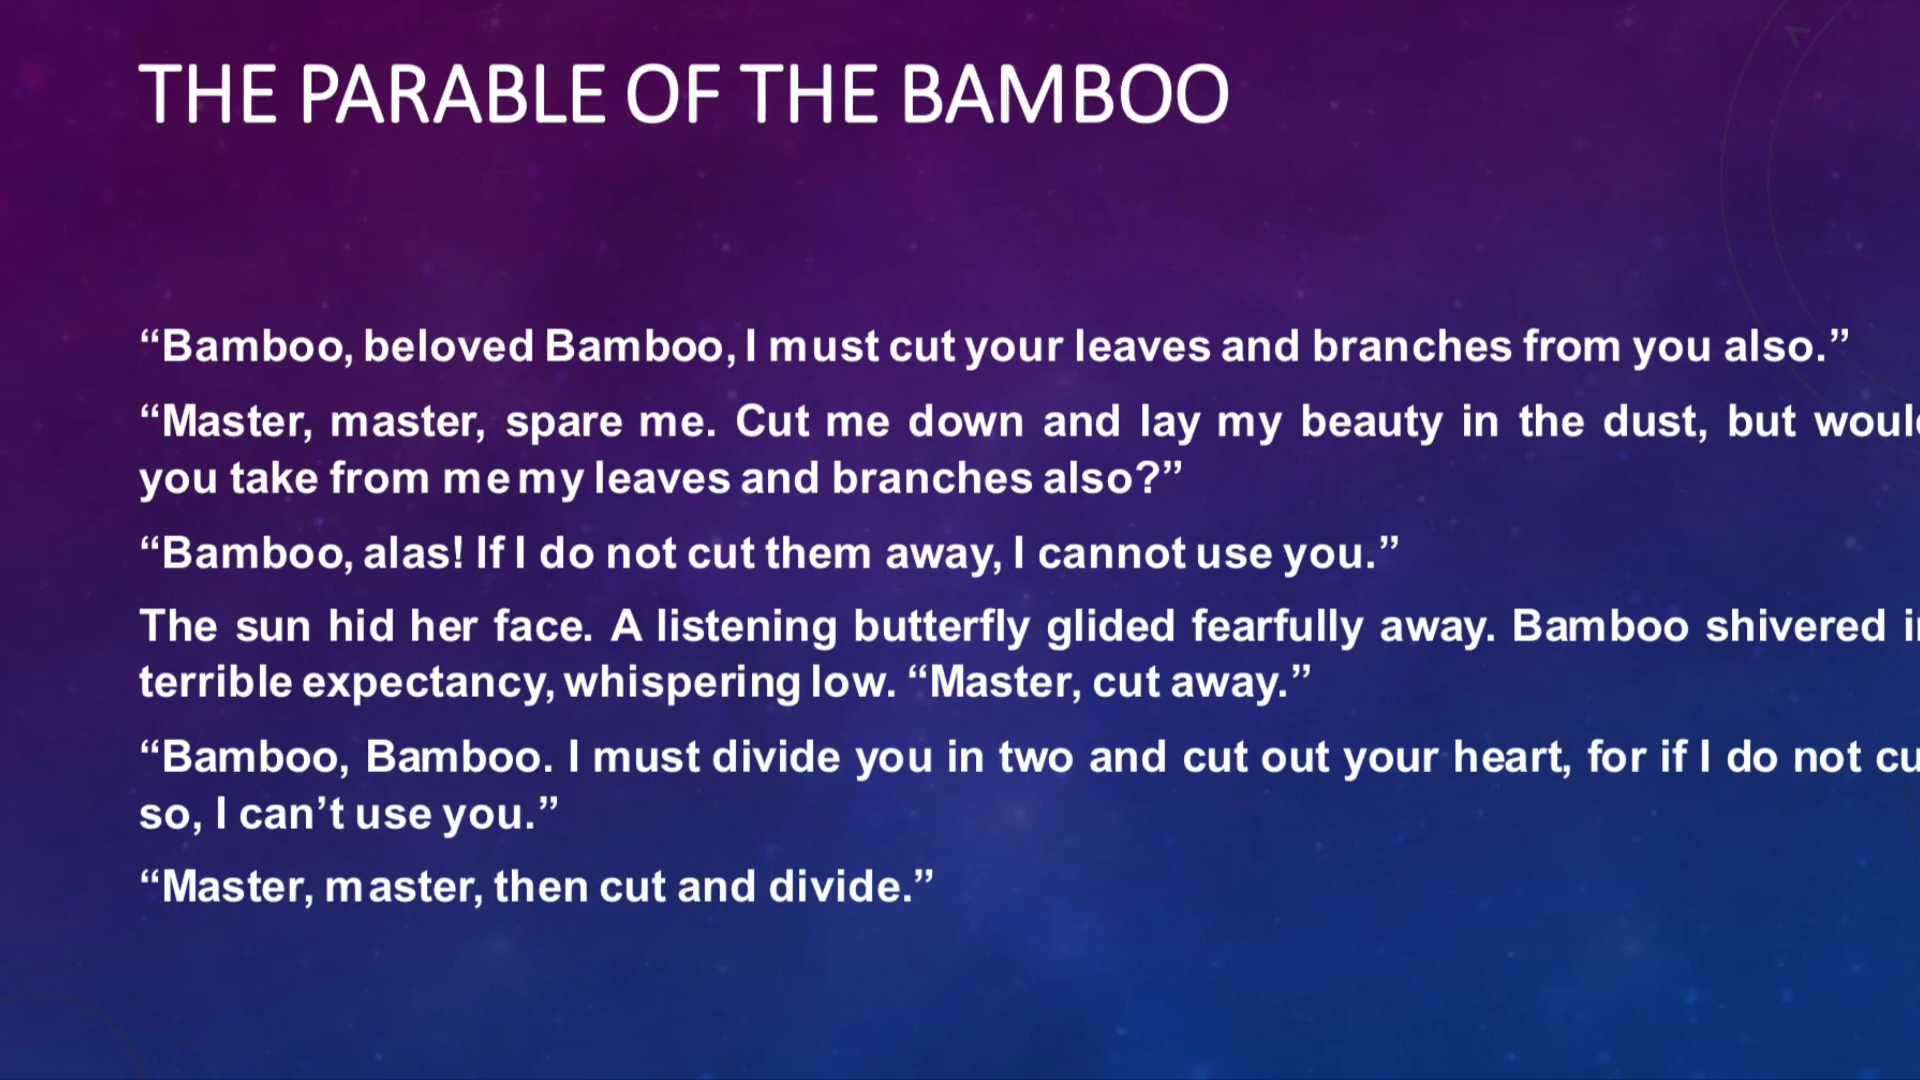 THE PARABLE OF THE BAMBOO
“Bamboo, beloved Bamboo, I must cut your leaves and branches from you also.”
“Master, master, spare me. Cut me down and lay my beauty in the dust, but
you take from me my leaves and branches also?”
“Bamboo, alas! If I do not cut them away, I cannot use you.”
The sun hid her face. A listening butterfly glided fearfully away. Bamboo shivered
terrible expectancy, whispering low. “Master, cut away.”
“Bamboo, Bamboo. I must divide you in two and cut out your heart, for if I do not
so, I can’t use you.”
“Master, master, then cut and divide.”